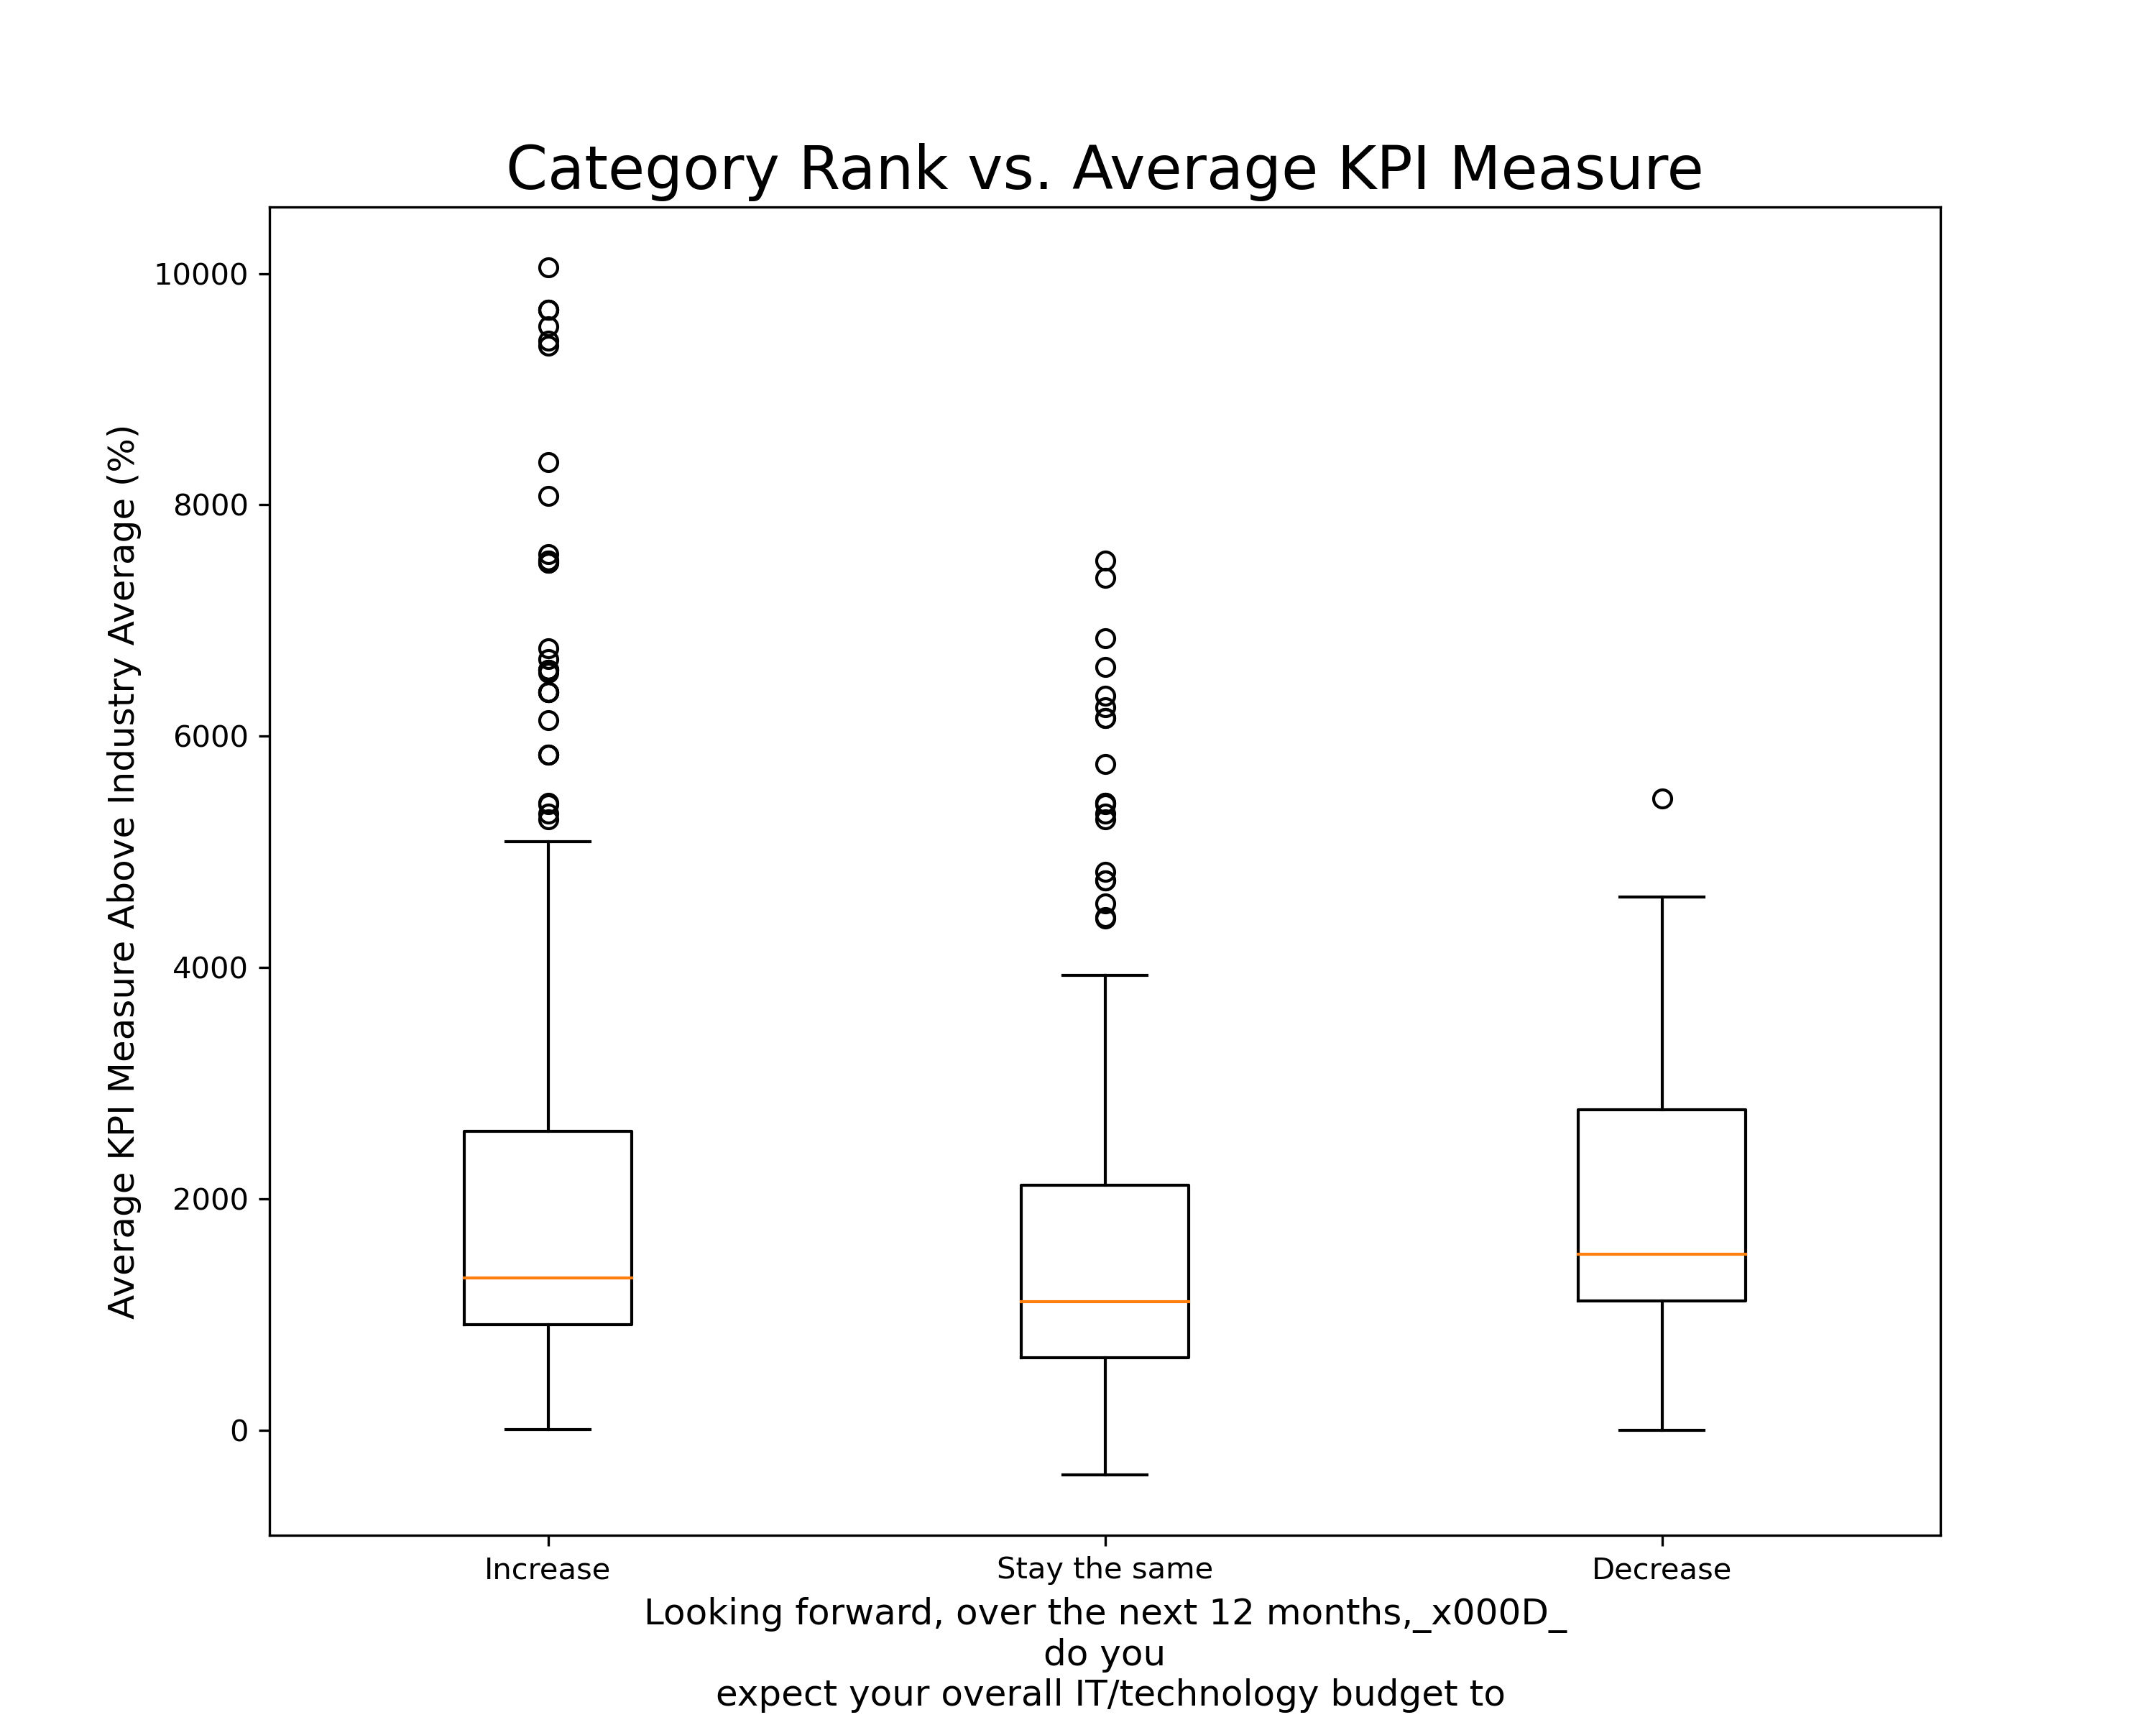 Category Rank vs. Average KPI Measure
Average KPI Measure Above Industry Average (%)
10000
8000
6000
4000
2000
0
Increase
Stay the same
Decrease
Looking forward, over the next 12 months,_x000D_
do you
expect your overall IT/technology budget to